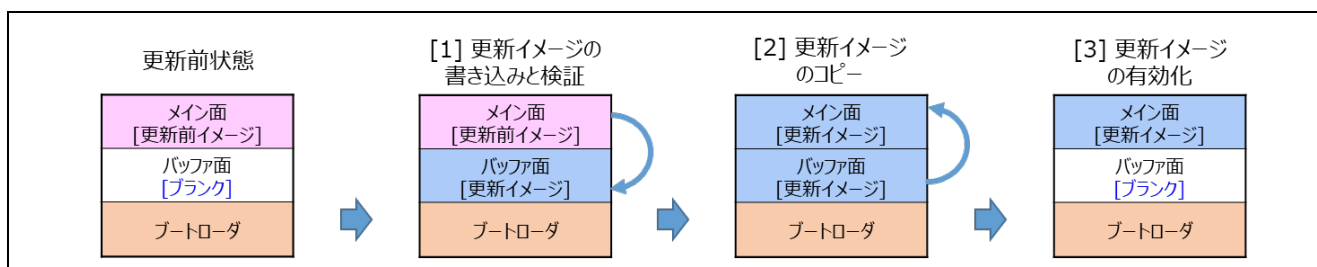 更新前状態
メイン面
[更新前イメージ]
バッファ面
[ブランク]
ブートローダ
[1] 更新イメージの
書き込みと検証
メイン面
[更新前イメージ]
バッファ面
[更新イメージ]
ブートローダ
[2] 更新イメージ
のコピー
メイン面
[更新イメージ]
バッファ面
[更新イメージ]
ブートローダ
[3] 更新イメージ
の有効化
メイン面
[更新イメージ]
バッファ面
[ブランク]
ブートローダ